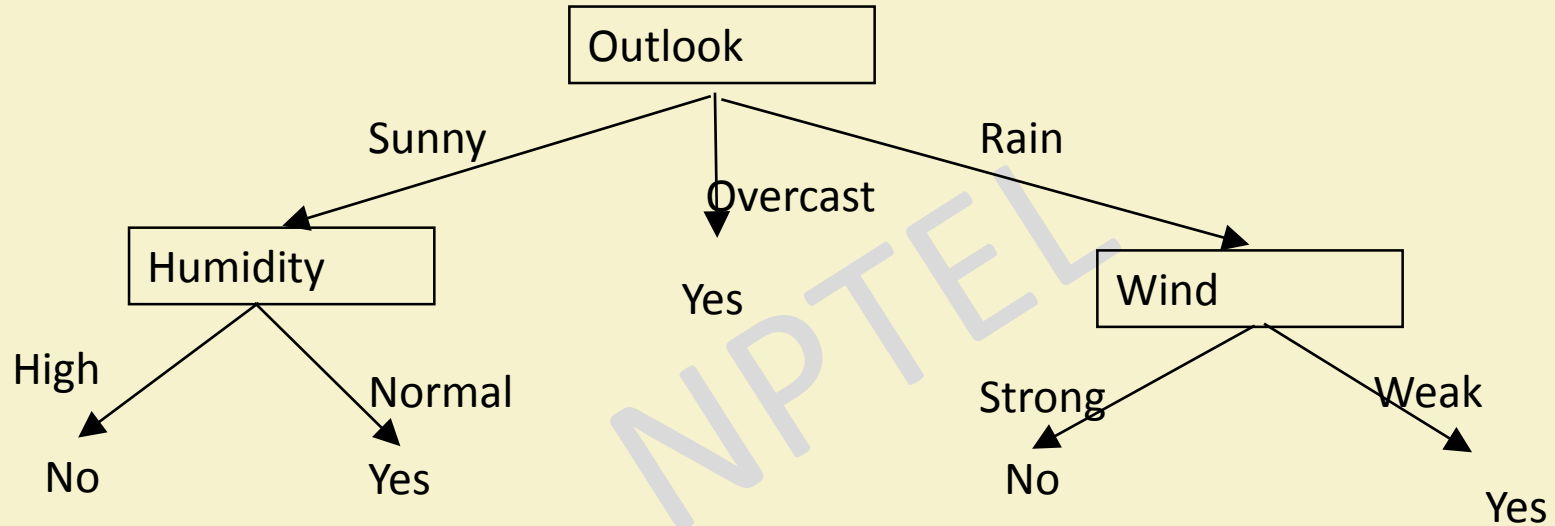 Outlook
Sunny
Rain
Overcast
Humidity
Yes
Wind
High
Normal
Strong
Weak
No
Yes
No
Yes
NPTEL